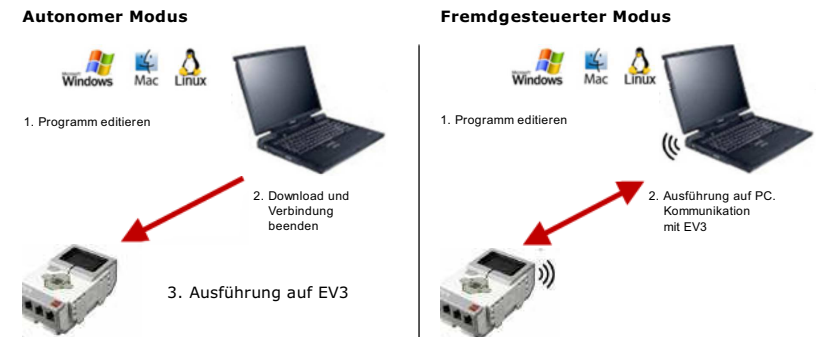 Autonomer Modus
Windows
Mac
Linux
1. Programm editieren
2. Download und
Verbindung
beenden
3. Ausführung auf EV3
Fremdgesteuerter Modus
Windows
Mac
Linux
1. Programm editieren
2. Ausführung auf PC.
Kommunikation
mit EV3